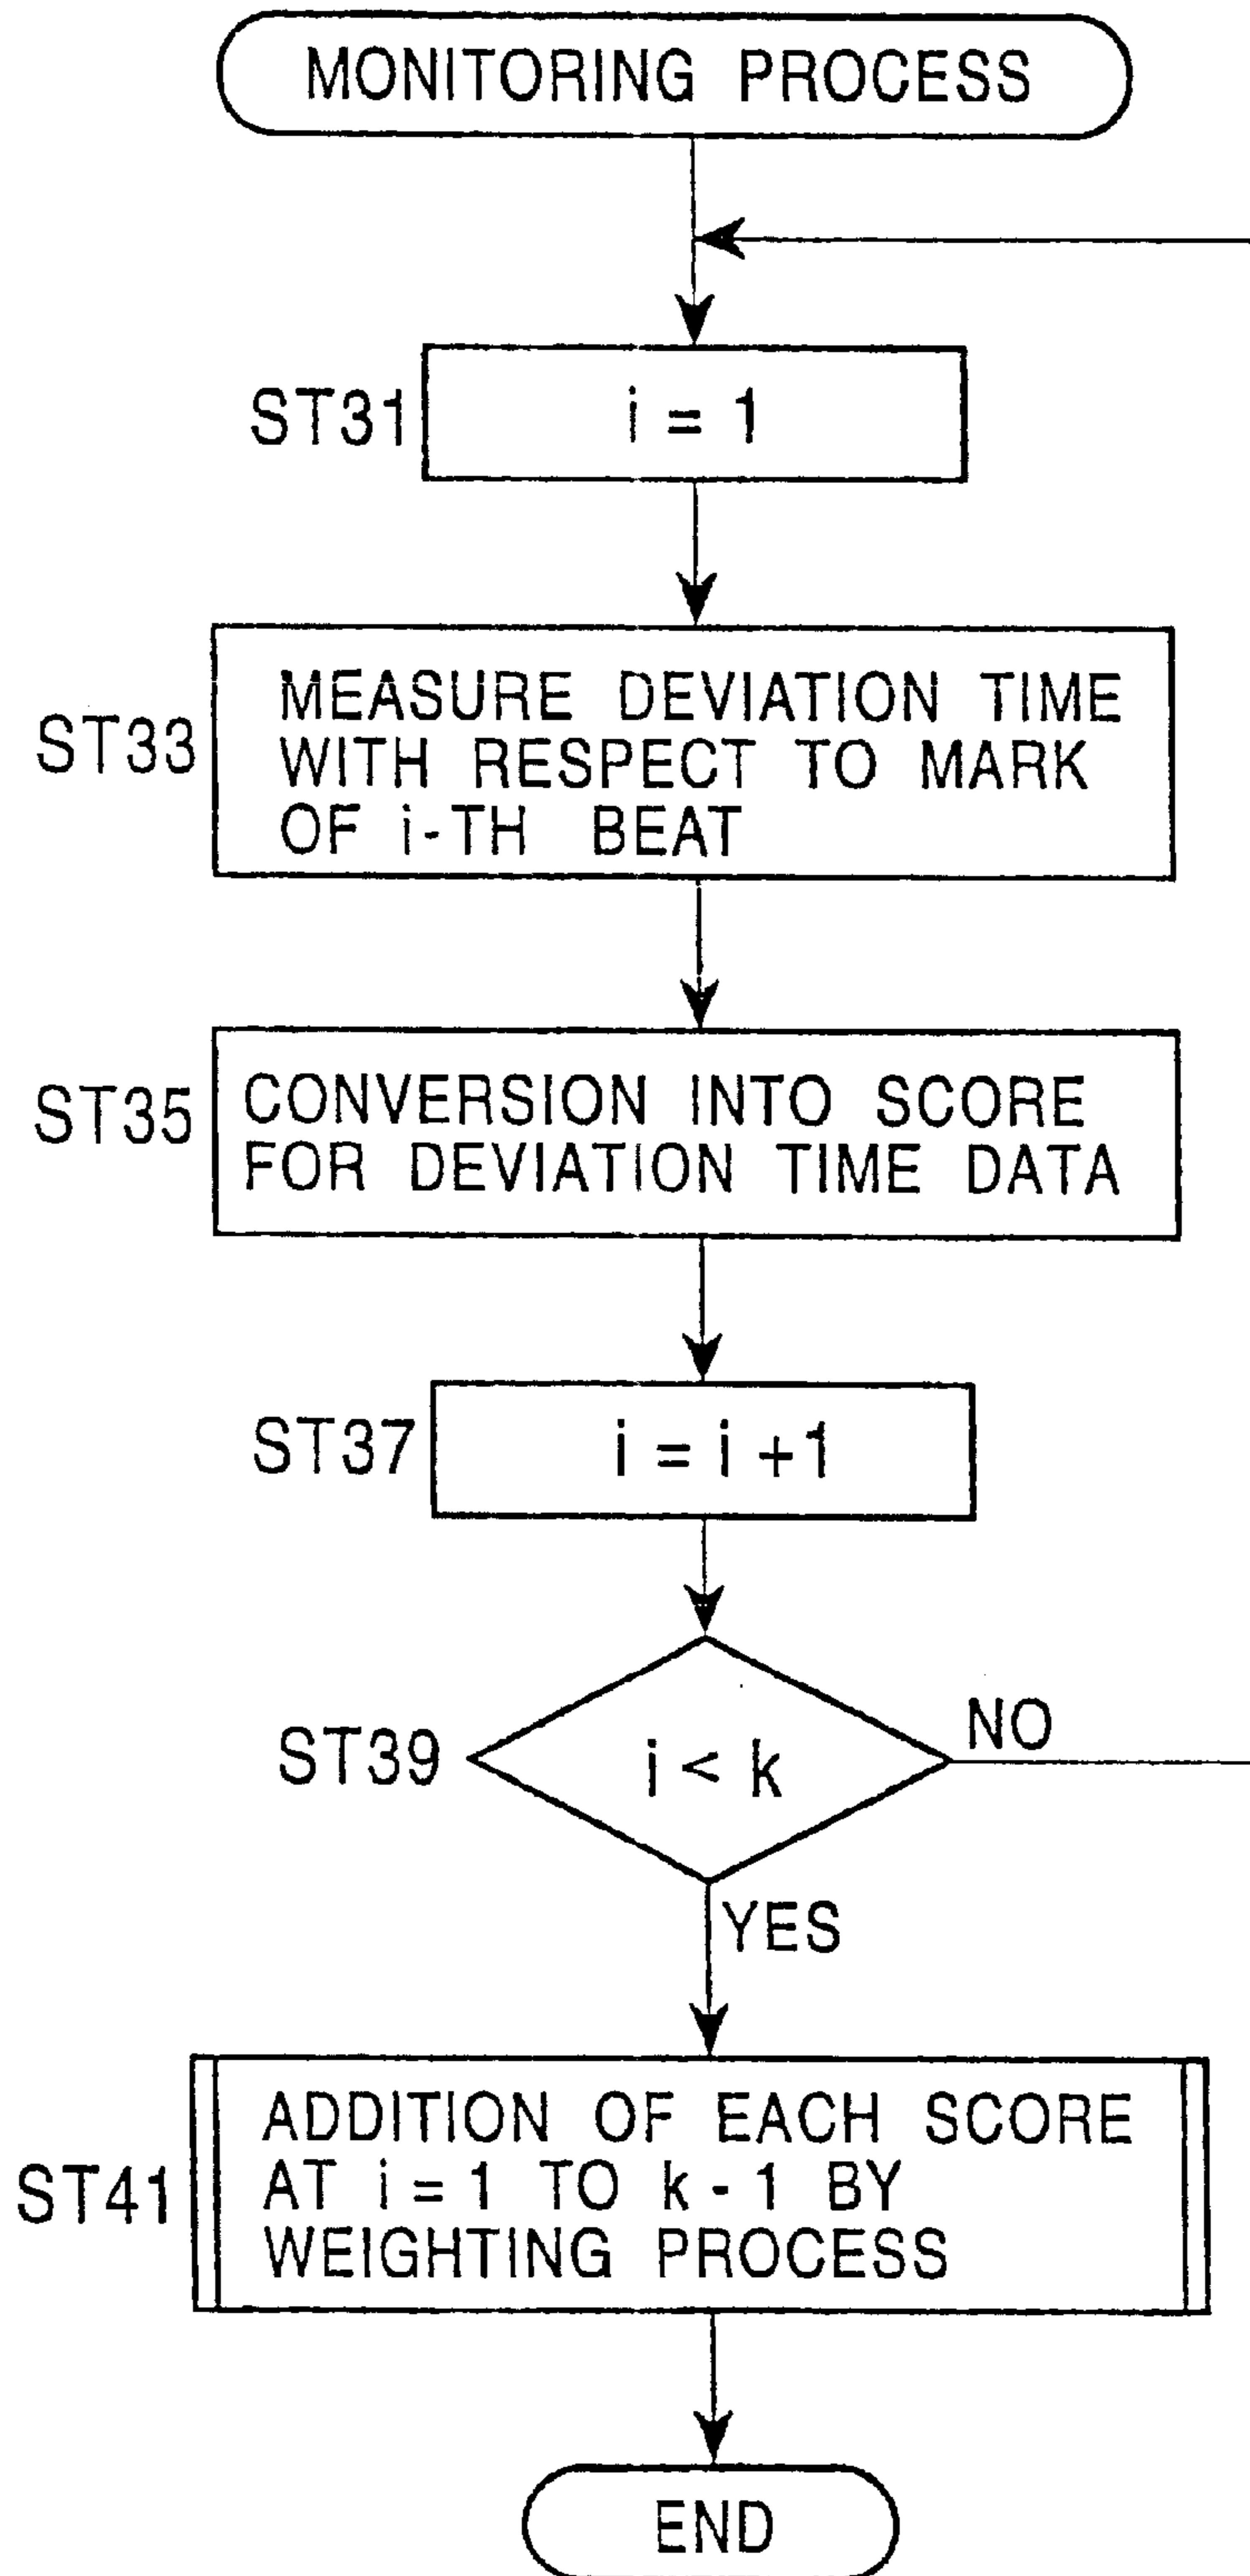 MONITORING PROCESS
ST31
i = 1
ST33
MEASURE DEVIATION TIME
WITH RESPECT TO MARK
OF i-TH BEAT
ST35
CONVERSION INTO SCORE
FOR DEVIATION TIME DATA
ST37
i = i +1
ST39
i < k
NO
YES
ST41
ADDITION OF EACH SCORE
AT i = 1 TO k - 1 BY
WEIGHTING PROCESS
END